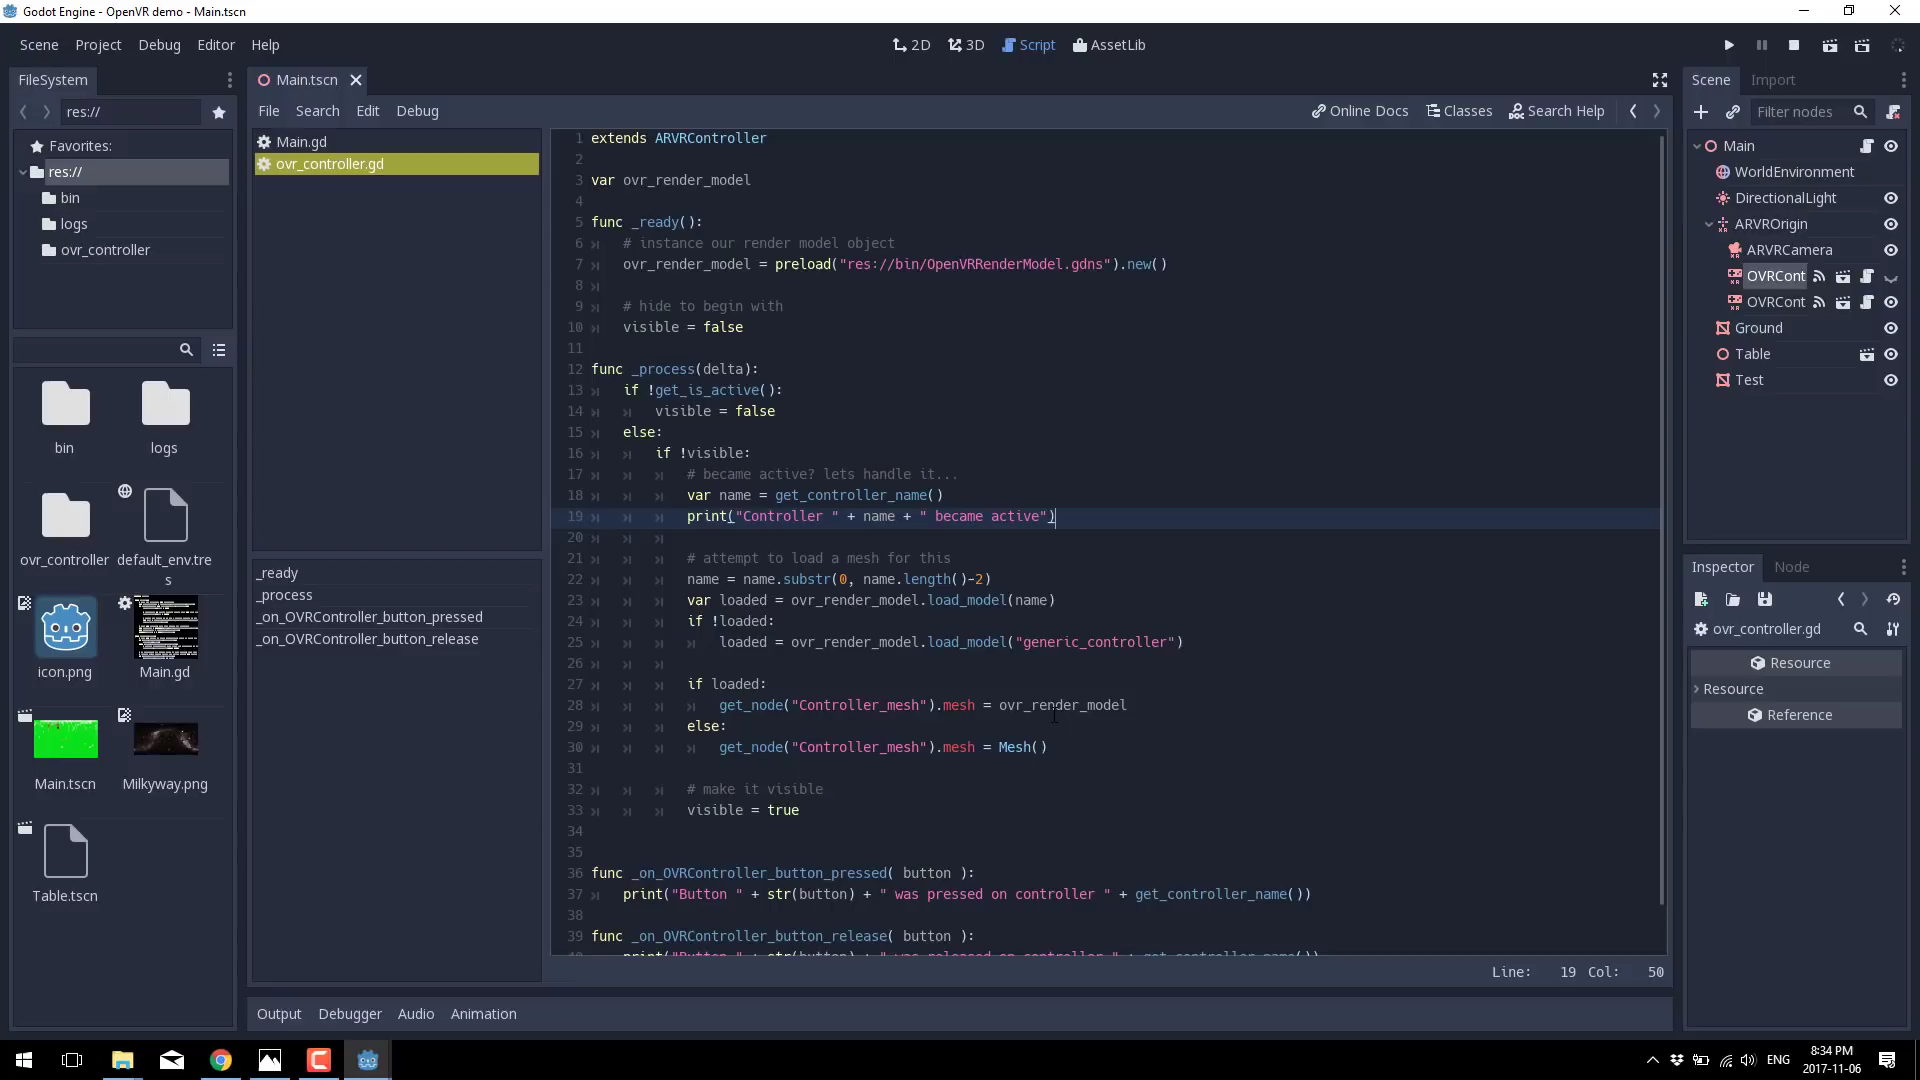 Godot Engine - OpenVR demo - Main.tscn
Scene Project Debug Editor Help
2D 3D Script AssetLib
FileSystem
res://
Favorites:
res://
bin
logs
ovr_controller
bin
logs
ovr_controller
default_env.tre
s
icon.png
Main.gd
Main.tscn
Milkyway.png
Table.tscn
Main.tscn
File Search Edit Debug
Online Docs Classes Search Help
Main.gd
ovr_controller.gd
_ready
_process
_on_OVRController_button_pressed
_on_OVRController_button_release
1 extends ARVRController
2
3 var ovr_render_model
4
5 func _ready():
6 # instance our render model object
7 ovr_render_model = preload("res://bin/OpenVRRenderModel.gdns").new()
8
9 # hide to begin with
10 visible = false
11
12 func _process(delta):
13 if !get_is_active():
14 visible = false
15 else:
16 if !visible:
17 # became active? lets handle it...
18 var name = get_controller_name()
19 print("Controller " + name + " became active")
20
21 # attempt to load a mesh for this
22 name = name.substr(0, name.length()-2)
23 var loaded = ovr_render_model.load_model(name)
24 if !loaded:
25 loaded = ovr_render_model.load_model("generic_controller")
26
27 if loaded:
28 get_node("Controller_mesh").mesh = ovr_render_model
29 else:
30 get_node("Controller_mesh").mesh = Mesh()
31
32 # make it visible
33 visible = true
34
35
36 func _on_OVRController_button_pressed( button ):
37 print("Button " + str(button) + " was pressed on controller " + get_controller_name())
38
39 func _on_OVRController_button_release( button ):
40 print("Button " + str(button) + " was released on controller " + get_controller_name())
Line: 19 Col: 50
Output Debugger Audio Animation
Scene Import
Filter nodes
Main
WorldEnvironment
DirectionalLight
ARVROrigin
ARVRCamera
OVRCont
OVRCont
Ground
Table
Test
Inspector Node
ovr_controller.gd
Resource
Resource
Reference
ENG
8:34 PM
2017-11-06